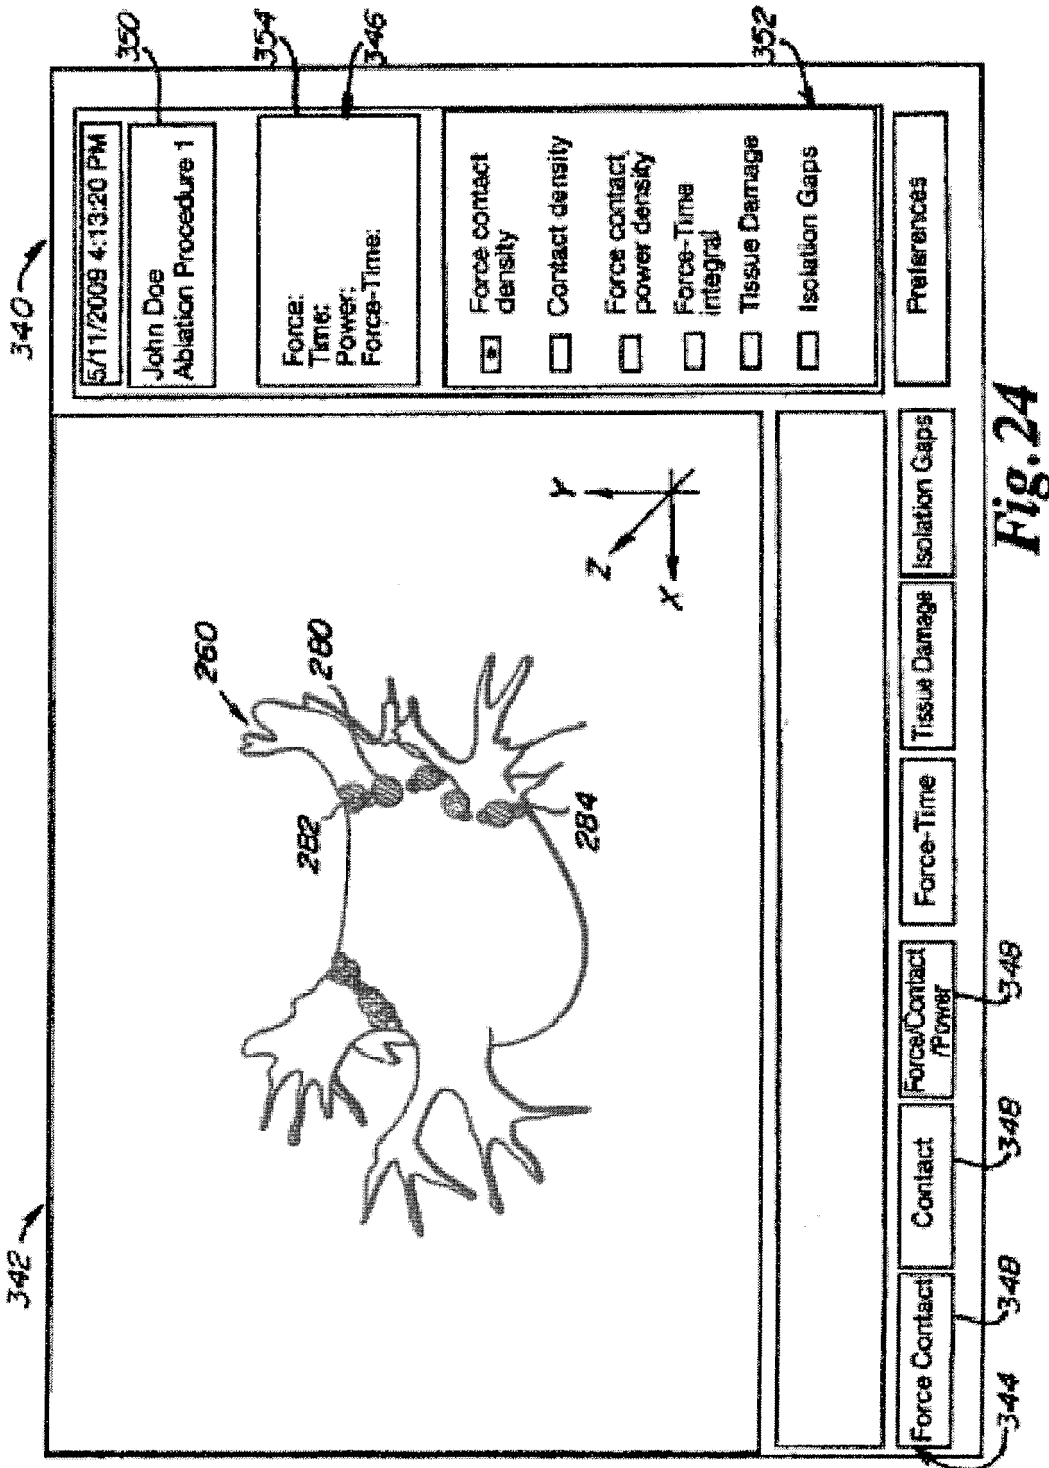 342
340
5/11/2009 4:13:20 PM
350
John Doe
Ablation Procedure 1
354
346
Force:
Time:
Power:
Force-Time:
260
280
282
284
Y
Z
X
352
Force contact
density
Contact density
Force contact
power density
Force-Time
integral
Tissue Damage
Isolation Gaps
Preferences
Force Contact
Contact
Force/Contact
/Power
Force-Time
Tissue Damage
Isolation Gaps
344
348
348
348
Fig.24